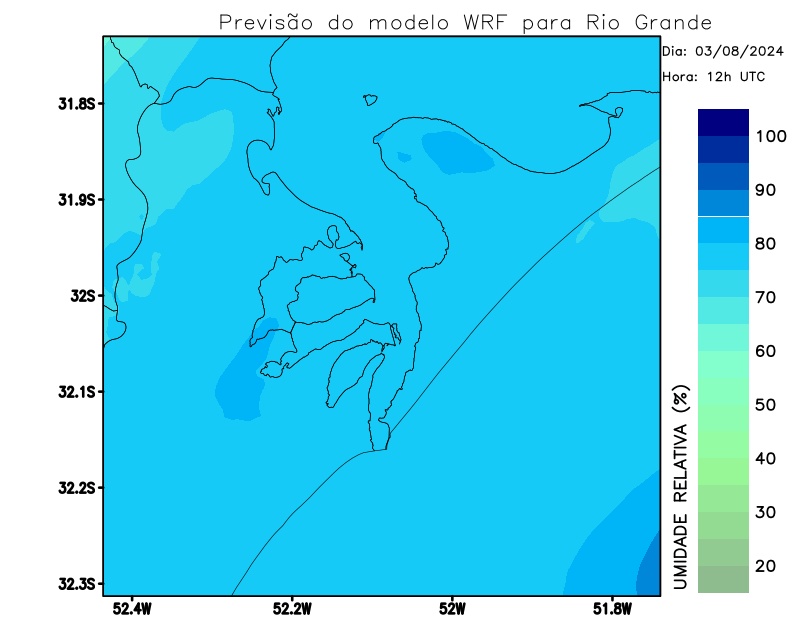 Previsão do modelo WRF para Rio Grande
Dia: 03/08/2024
Hora: 12h UTC
31.8S
31.9S
32S
32.1S
32.2S
32.3S
52.4W
52.2W
52W
51.8W
100
90
80
70
60
50
40
30
20
UMIDADE RELATIVA (%)